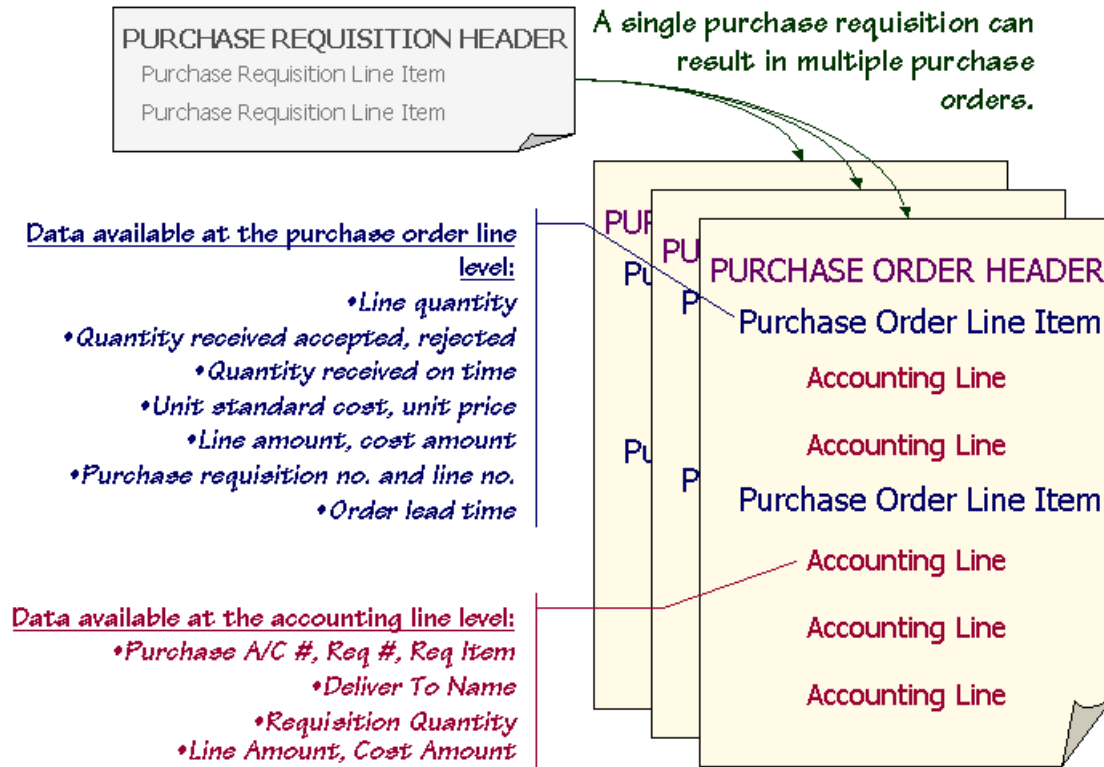 PURCHASE REQUISITION HEADER
Purchase Requisition Line Item
Purchase Requisition Line Item
A single purchase requisition can
result in multiple purchase
orders.
Data available at the purchase order line
level:
•Line quantity
•Quantity received accepted, rejected
•Quantity received on time
•Unit standard cost, unit price
•Line amount, cost amount
•Purchase requisition no. and line no.
•Order lead time
Data available at the accounting line level:
•Purchase A/C #, Req #, Req Item
•Deliver To Name
•Requisition Quantity
•Line Amount, Cost Amount
PUR
Pu
Pu
PU
P
P
PURCHASE ORDER HEADER
Purchase Order Line Item
Accounting Line
Accounting Line
Purchase Order Line Item
Accounting Line
Accounting Line
Accounting Line